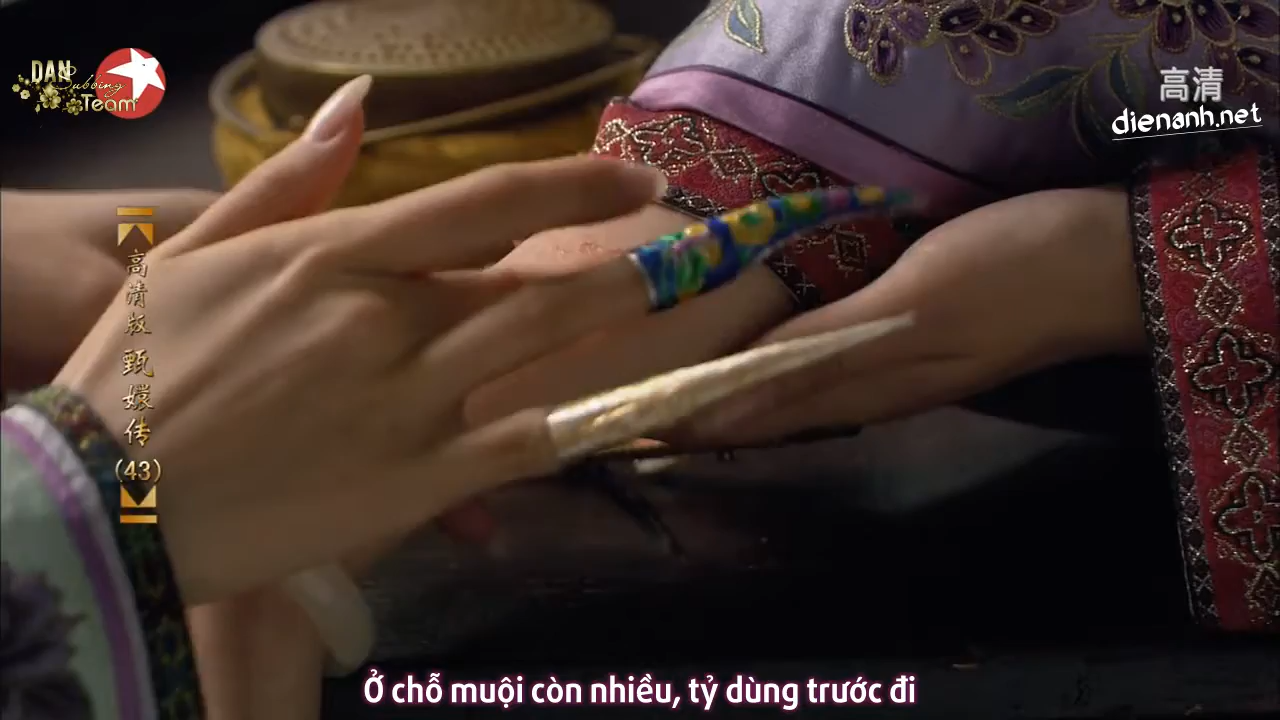 DAN
Subbing
Team
高清
dienanh.net
高清版 甄嬛传
(43)
Ở chỗ muội còn nhiều, tỷ dùng trước đi